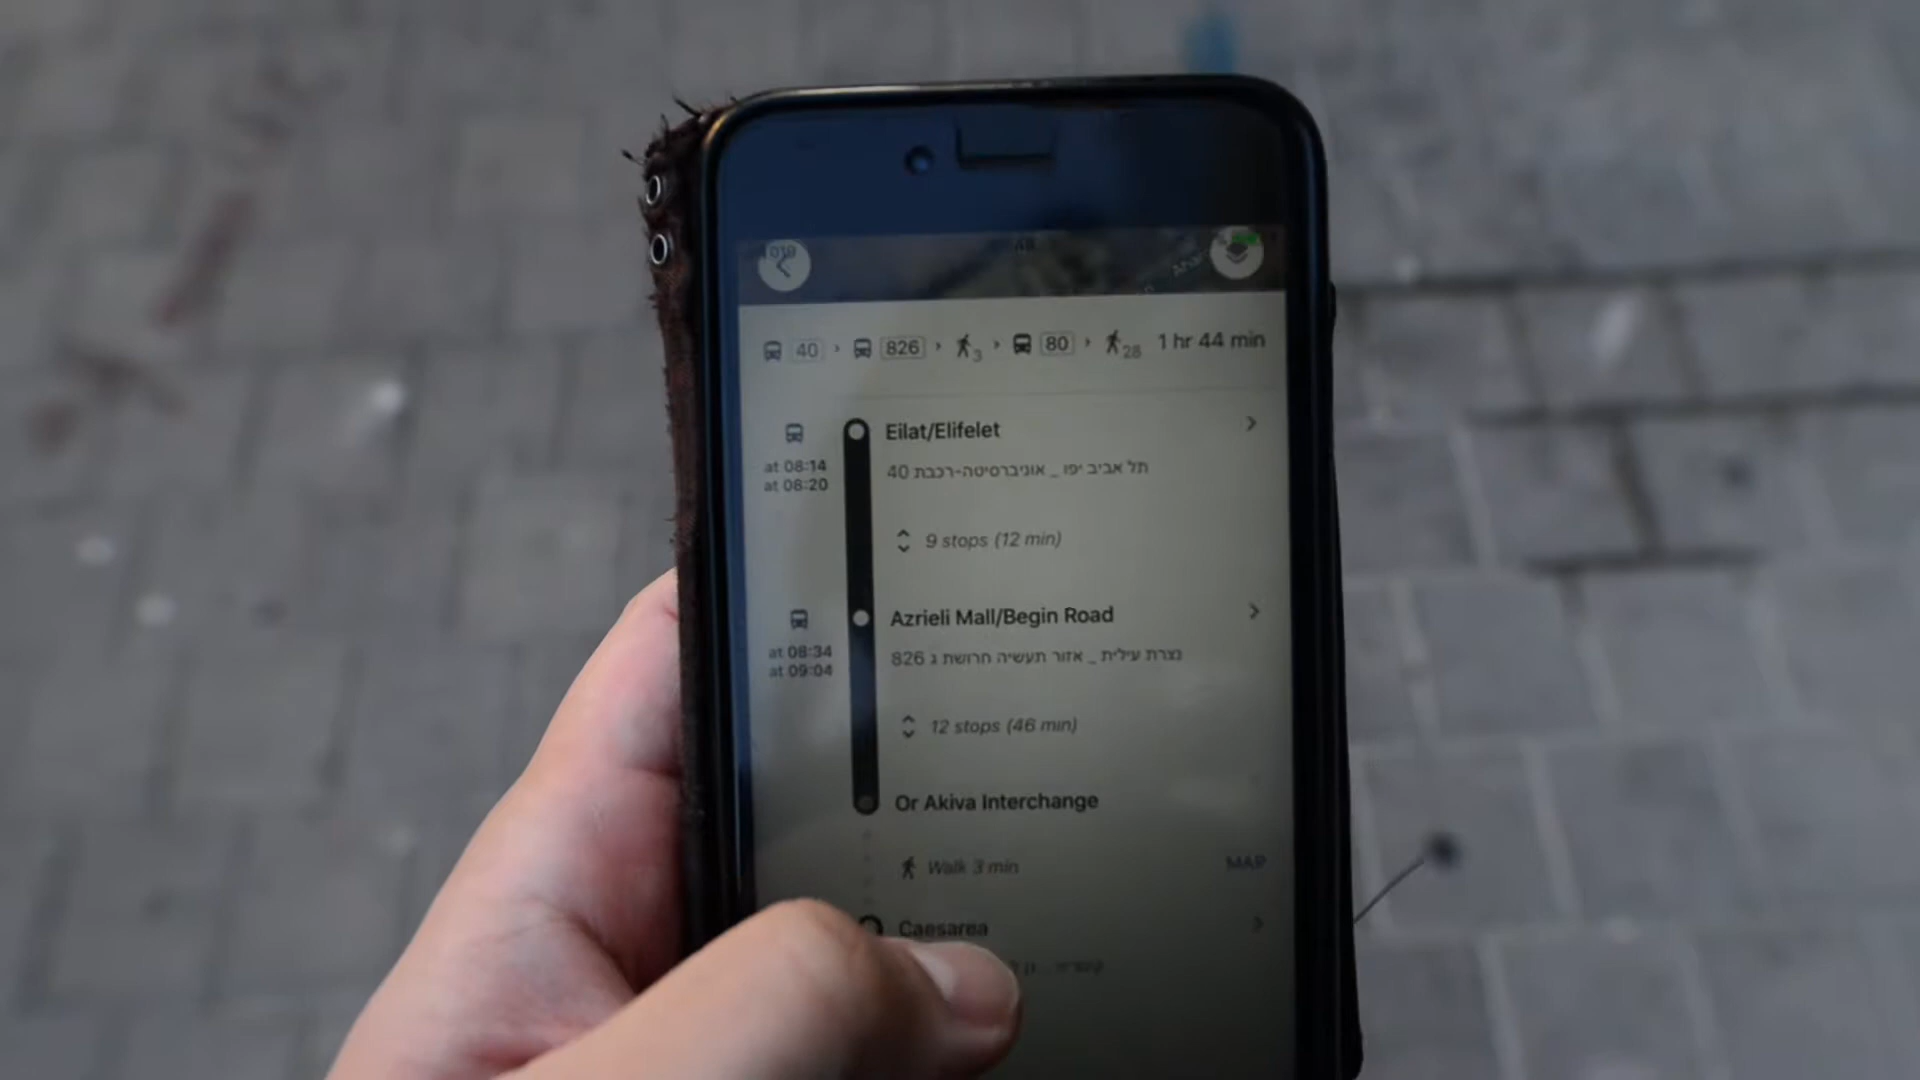 019
48
40 › 826 › 3 › 80 › 28 1 hr 44 min
Eilat/Elifelet
at 08:14
at 08:20
תל אביב יפו _ אוניברסיטה-רכבת 40
9 stops (12 min)
Azrieli Mall/Begin Road
at 08:34
at 09:04
נצרת עילית _ אזור תעשיה חרושת ג 826
12 stops (46 min)
Or Akiva Interchange
Walk 3 min MAP
Caesarea